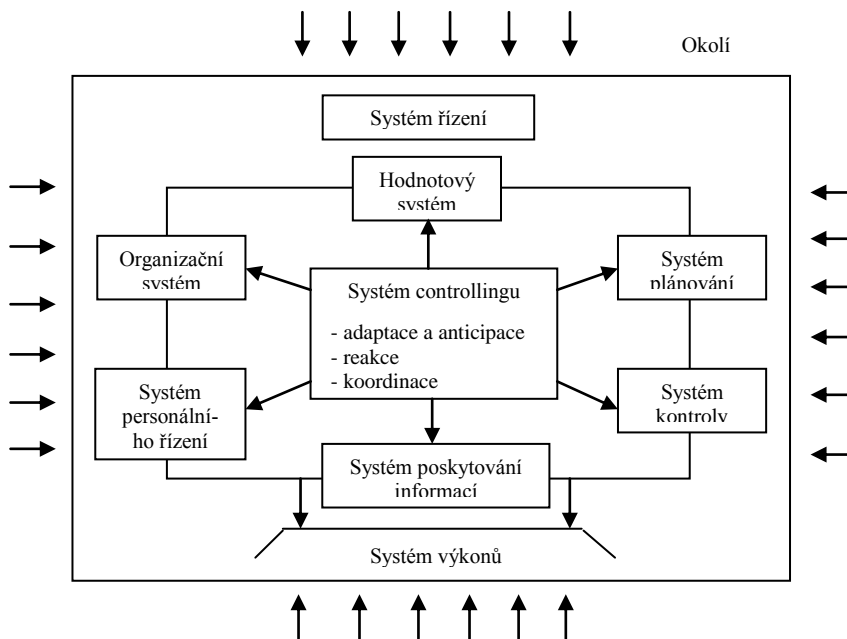 Okolí
Systém řízení
Hodnotový
systém
Organizační
systém
Systém
plánování
Systém controllingu
- adaptace a anticipace
- reakce
- koordinace
Systém
personální-
ho řízení
Systém
kontroly
Systém poskytování
informací
Systém výkonů